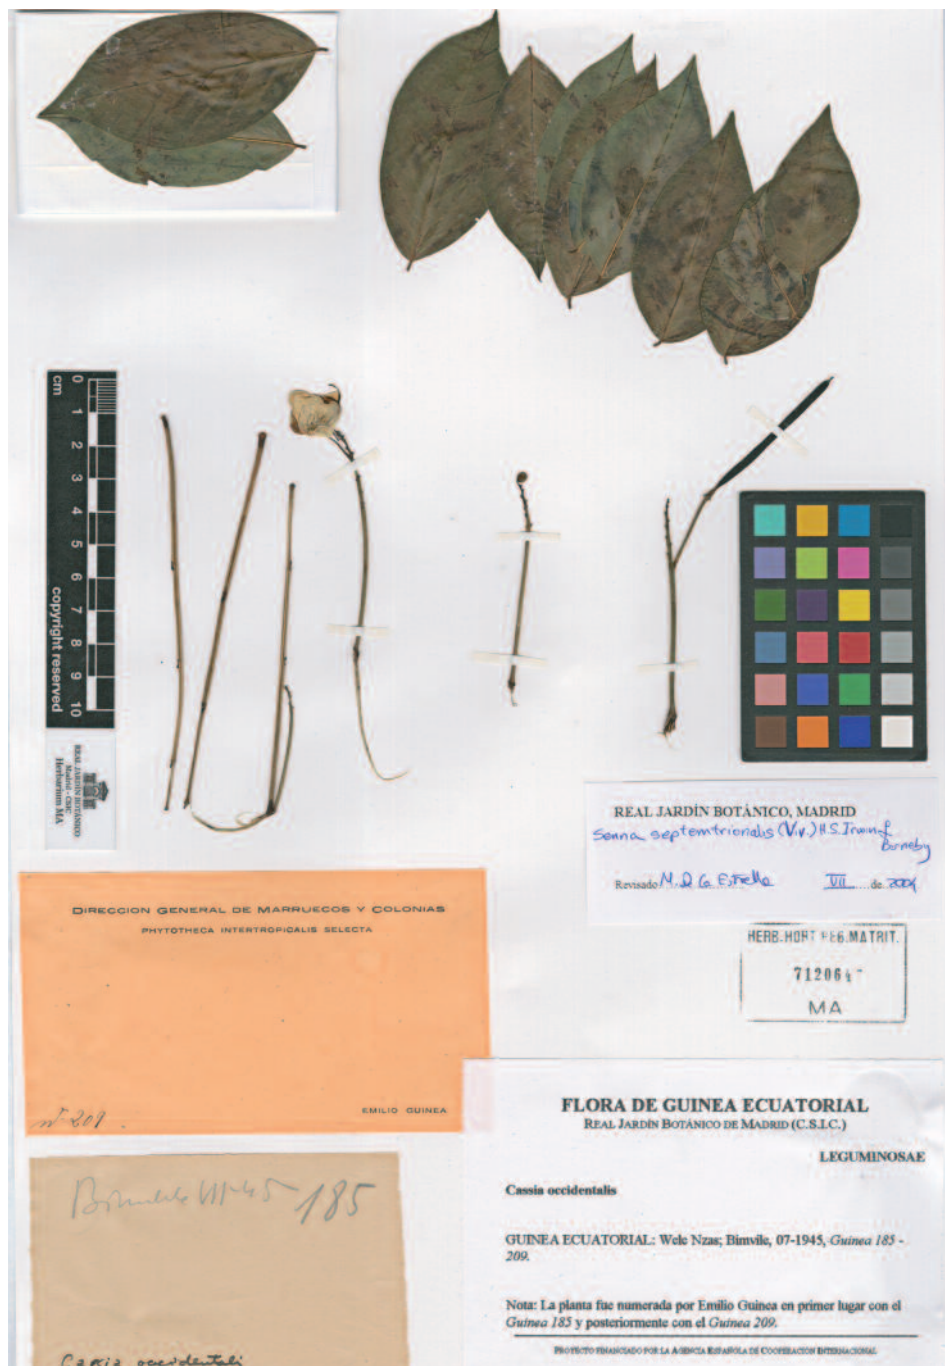 0
cm
1
2
3
4
5
6
7
8
9
10
copyright reserved
REAL JARDÍN BOTÁNICO
Madrid - CSIC
Herbarium MA
REAL JARDÍN BOTÁNICO, MADRID
Senna septemtrionalis (Viv.) H.S. Irwin &
Barneby
Revisado M. D. G. Estrella VII de 2004
HERB. HORT REG. MATRIT.
MA
DIRECCION GENERAL DE MARRUECOS Y COLONIAS
PHYTOTHECA INTERTROPICALIS SELECTA
nº 209
EMILIO GUINEA
FLORA DE GUINEA ECUATORIAL
REAL JARDÍN BOTÁNICO DE MADRID (C.S.I.C.)
LEGUMINOSAE
Cassia occidentalis
GUINEA ECUATORIAL: Wele Nzas; Bimvile, 07-1945, Guinea 185 -
209.
Nota: La planta fue numerada por Emilio Guinea en primer lugar con el
Guinea 185 y posteriormente con el Guinea 209.
PROYECTO FINANCIADO POR LA AGENCIA ESPAÑOLA DE COOPERACIÓN INTERNACIONAL
185
Casia occidentali